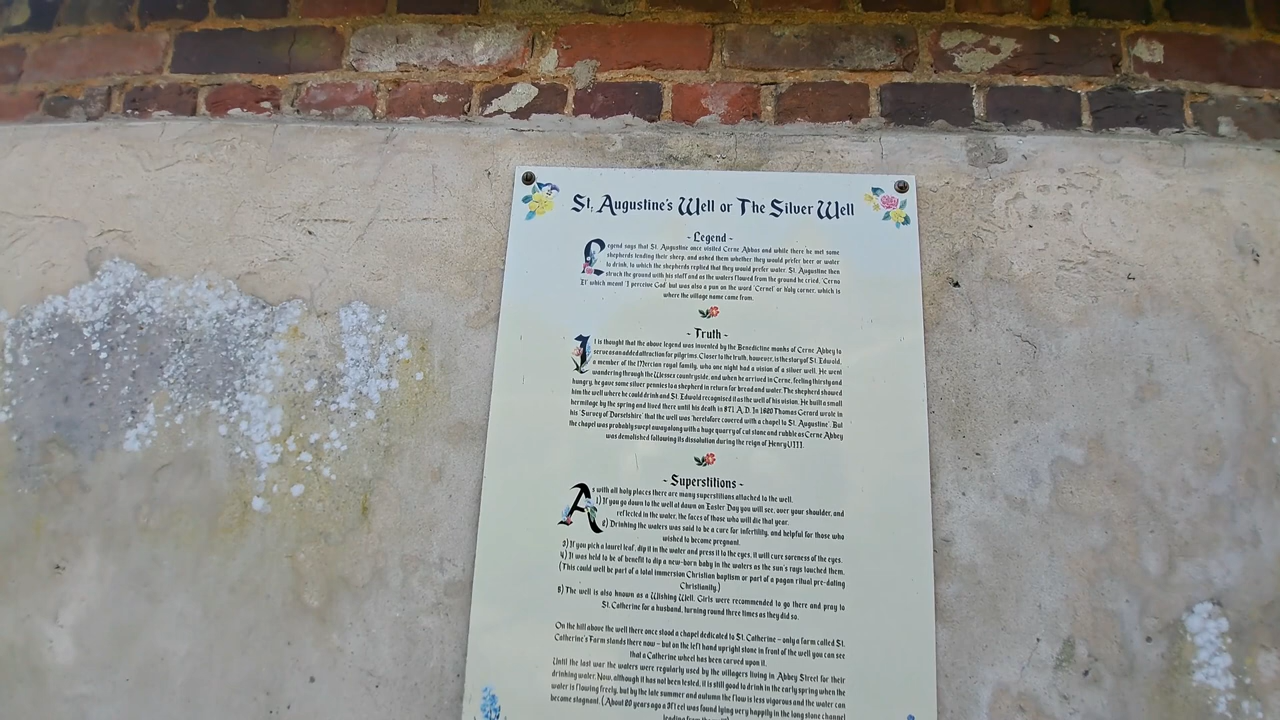 St. Augustine's Well or The Silver Well
- Legend -
Legend says that St. Augustine once visited Cerne Abbas and while there he met some
shepherds tending their sheep, and asked them whether they would prefer beer or water
to drink, to which the shepherds replied that they would prefer water. St. Augustine then
struck the ground with his staff and as the waters flowed from the ground he cried, 'Cerno
El' which meant 'I perceive God' but was also a pun on the word 'Cernel' or holy corner, which is
where the village name came from.
- Truth -
It is thought that the above legend was invented by the Benedictine monks of Cerne Abbey to
serve as an added attraction for pilgrims. Closer to the truth, however, is the story of St. Edwold,
a member of the Mercian royal family, who one night had a vision of a silver well. He went
wandering through the Wessex countryside, and when he arrived in Cerne, feeling thirsty and
hungry, he gave some silver pennies to a shepherd in return for bread and water. The shepherd showed
him the well where he could drink and St. Edwold recognised it as the well of his vision. He built a small
hermitage by the spring and lived there until his death in 871 A.D. In 1620 Thomas Gerard wrote in
his 'Survey of Dorsetshire' that the well was 'heretofore covered with a chapel to St. Augustine'. But
the chapel was probably swept away along with a huge quarry of cut stone and rubble as Cerne Abbey
was demolished following its dissolution during the reign of Henry VIII.
- Superstitions -
As with all holy places there are many superstitions attached to the well.
1) If you go down to the well at dawn on Easter Day you will see, over your shoulder, and
reflected in the water, the faces of those who will die that year.
2) Drinking the waters was said to be a cure for infertility, and helpful for those who
wished to become pregnant.
3) If you pick a laurel leaf, dip it in the water and press it to the eyes, it will cure soreness of the eyes.
4) It was held to be of benefit to dip a new-born baby in the waters as the sun's rays touched them.
(This could well be part of a total immersion Christian baptism or part of a pagan ritual pre-dating
Christianity.)
5) The well is also known as a Wishing Well. Girls were recommended to go there and pray to
St. Catherine for a husband, turning round three times as they did so.
On the hill above the well there once stood a chapel dedicated to St. Catherine – only a farm called St.
Catherine's Farm stands there now – but on the left hand upright stone in front of the well you can see
that a Catherine wheel has been carved upon it.
Until the last war the waters were regularly used by the villagers living in Abbey Street for their
drinking water. Now, although it has not been tested, it is still good to drink in the early spring when the
water is flowing freely, but by the late summer and autumn the flow is less vigorous and the water can
become stagnant. (About 20 years ago a 3ft eel was found lying very happily in the long stone channel
leading from the